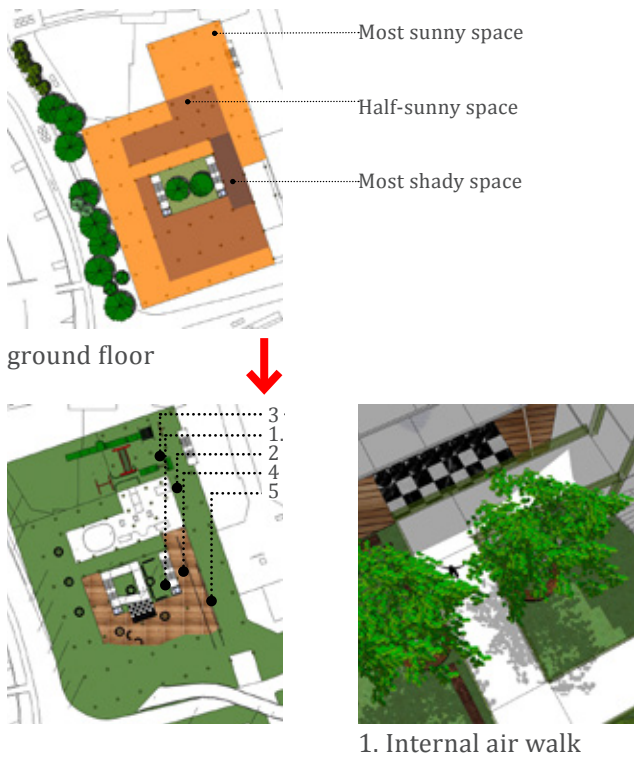 Most sunny space
Half-sunny space
Most shady space
ground floor
3
1.
2
4
5
1. Internal air walk